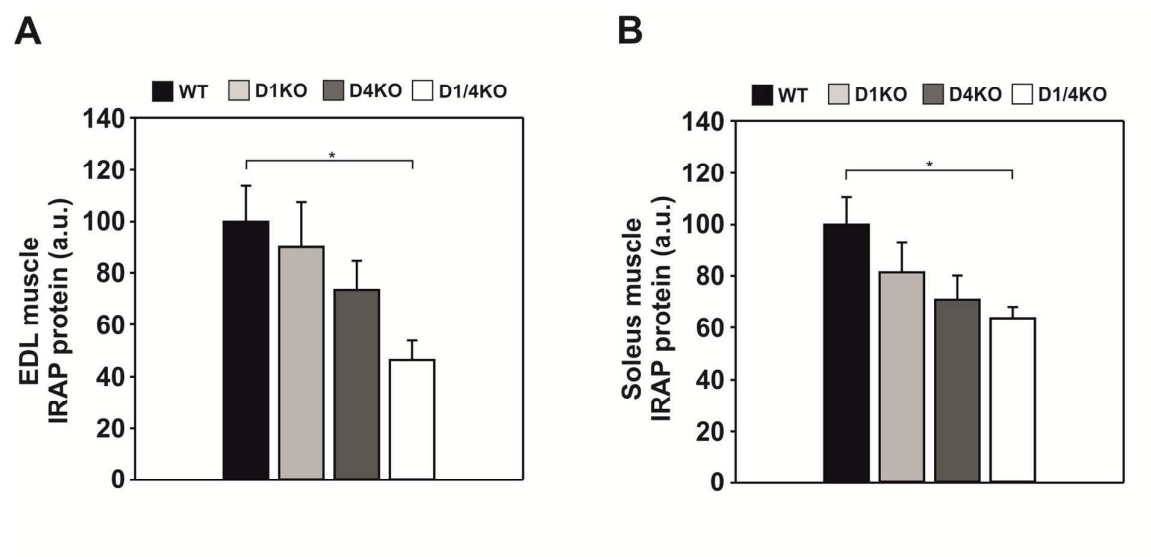 A
WT D1KO D4KO D1/4KO
140
120
100
80
60
40
20
0
EDL muscle
IRAP protein (a.u.)
*
B
WT D1KO D4KO D1/4KO
140
120
100
80
60
40
20
0
Soleus muscle
IRAP protein (a.u.)
*